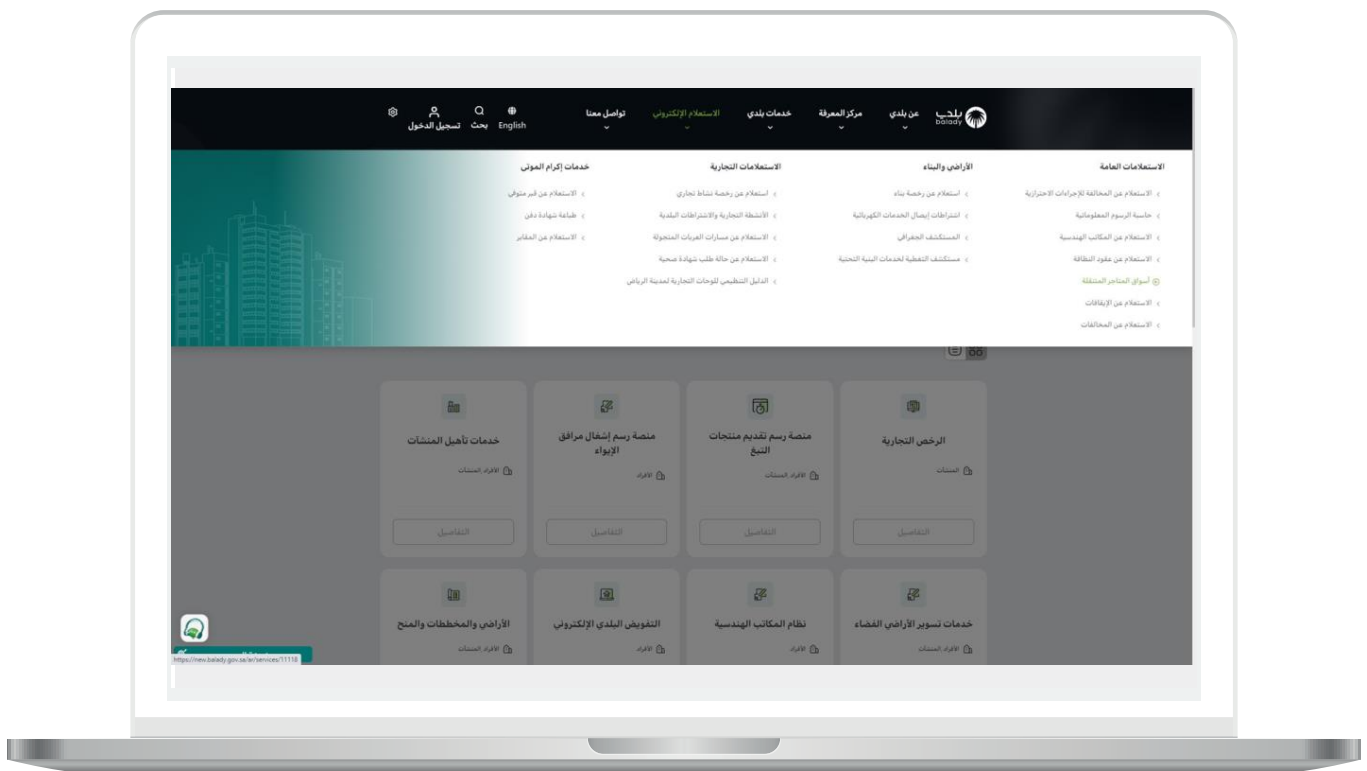 بلدي
balady
عن بلدي
مركز المعرفة
خدمات بلدي
الاستعلام الإلكتروني
تواصل معنا
English
بحث
تسجيل الدخول
الاستعلامات العامة
الاستعلام عن المخالفة للإجراءات الاحترازية
حاسبة الرسوم المعلوماتية
الاستعلام عن المكاتب الهندسية
الاستعلام عن عقود النظافة
أسواق المتاجر المتنقلة
الاستعلام عن الإيقافات
الاستعلام عن المخالفات
الأراضي والبناء
استعلام عن رخصة بناء
اشتراطات إيصال الخدمات الكهربائية
المستكشف الجغرافي
مستكشف التغطية لخدمات البنية التحتية
الاستعلامات التجارية
استعلام عن رخصة نشاط تجاري
الأنشطة التجارية والاشتراطات البلدية
الاستعلام عن مسارات العربات المتجولة
الاستعلام عن حالة طلب شهادة صحية
الدليل التنظيمي للوحات التجارية لمدينة الرياض
خدمات إكرام الموتى
الاستعلام عن قبر متوفى
طباعة شهادة دفن
الاستعلام عن المقابر
الرخص التجارية
المنشآت
التفاصيل
منصة رسم تقديم منتجات
التبغ
الأفراد, المنشآت
التفاصيل
منصة رسم إشغال مرافق
الإيواء
الأفراد
التفاصيل
خدمات تأهيل المنشآت
الأفراد, المنشآت
التفاصيل
خدمات تسوير الأراضي الفضاء
الأفراد, المنشآت
نظام المكاتب الهندسية
الأفراد
التفويض البلدي الإلكتروني
الأفراد
الأراضي والمخططات والمنح
الأفراد, المنشآت
https://new.balady.gov.sa/ar/services/11118